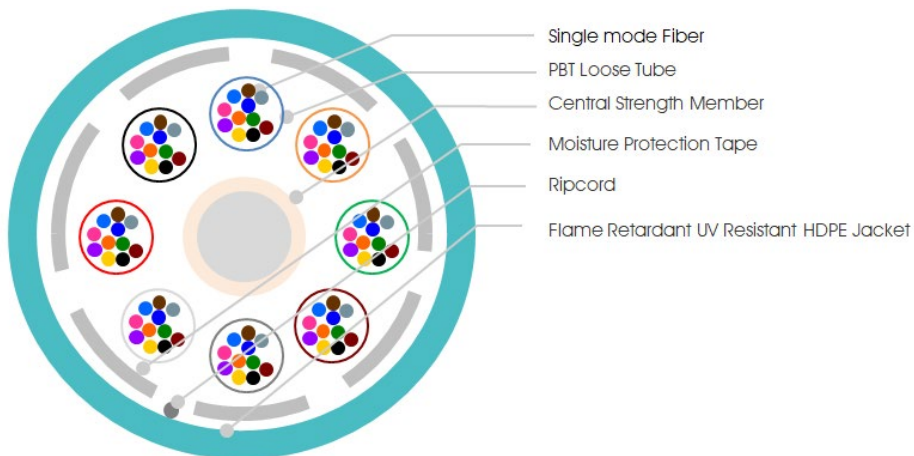 Single mode Fiber
PBT Loose Tube
Central Strength Member
Moisture Protection Tape
Ripcord
Flame Retardant UV Resistant HDPE Jacket